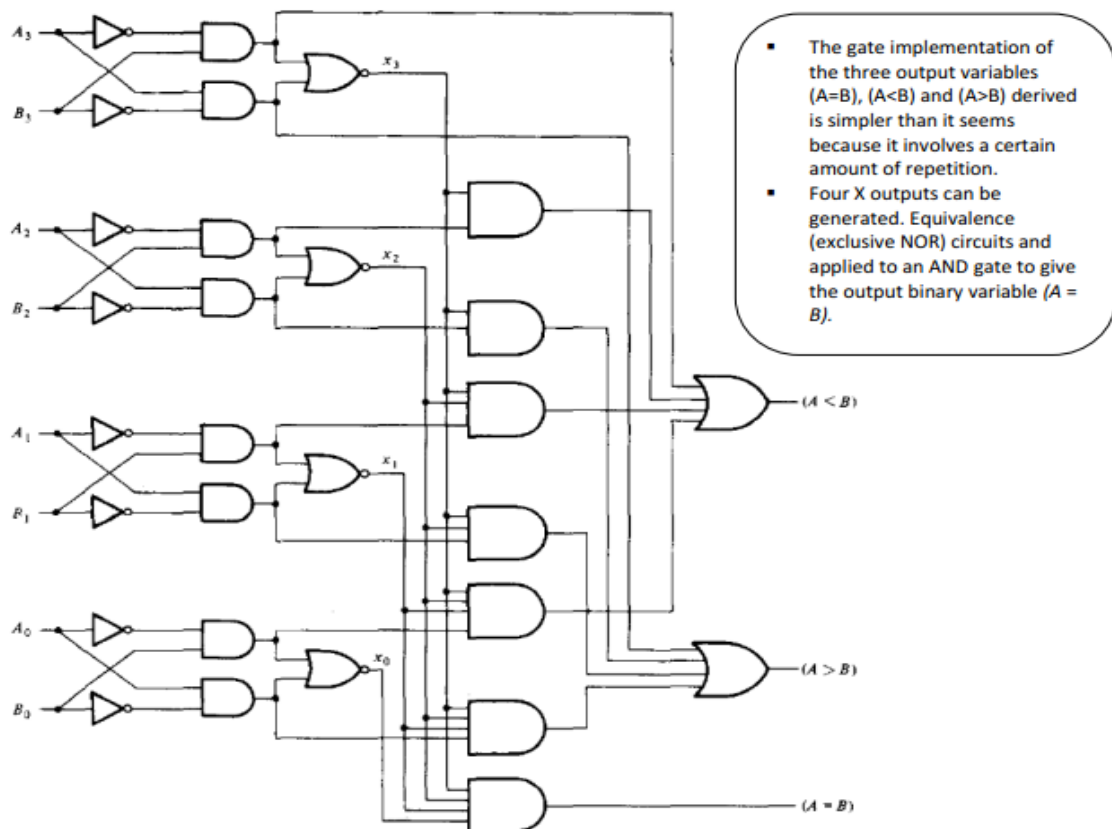 A₃
B₃
x₃
A₂
B₂
x₂
A₁
B₁
x₁
A₀
B₀
x₀
▪ The gate implementation of
the three output variables
(A=B), (A<B) and (A>B) derived
is simpler than it seems
because it involves a certain
amount of repetition.
▪ Four X outputs can be
generated. Equivalence
(exclusive NOR) circuits and
applied to an AND gate to give
the output binary variable (A =
B).
(A < B)
(A > B)
(A = B)